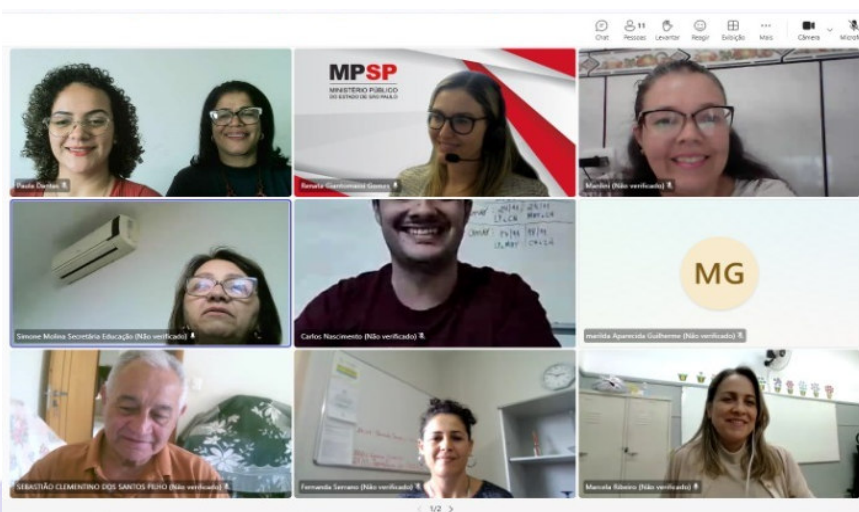 11
Chat Pessoas Levantar Reagir Exibição Mais Câmera
MPSP
MINISTÉRIO PÚBLICO
DO ESTADO DE SÃO PAULO
Paula Dantas
Renata Gomes
(Não verificado)
Simone Molina Secretária Educação (Não verificado)
Carlos Nascimento (Não verificado)
MG
marilda Aparecida Guilherme (Não verificado)
SEBASTIÃO CLEMENTINO DOS SANTOS FILHO (Não verificado)
Fernanda Serrano (Não verificado)
Marcela Ribeiro (Não verificado)
1/2